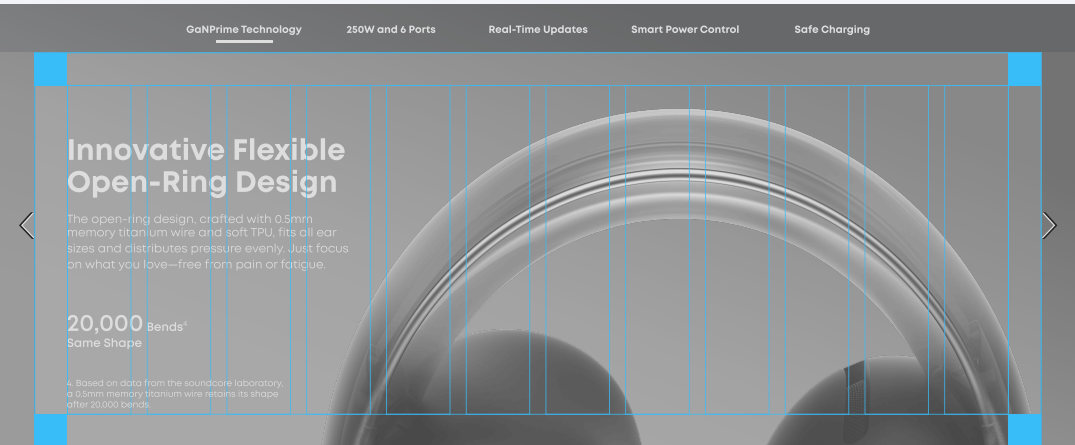 GaNPrime Technology
250W and 6 Ports
Real-Time Updates
Smart Power Control
Safe Charging
Innovative Flexible
Open-Ring Design
The open-ring design, crafted with 0.5mm
memory titanium wire and soft TPU, fits all ear
sizes and distributes pressure evenly. Just focus
on what you love—free from pain or fatigue.
20,000 Bends⁴
Same Shape
4. Based on data from the soundcore laboratory,
a 0.5mm memory titanium wire retains its shape
after 20,000 bends.